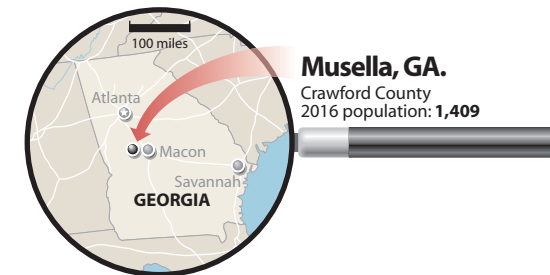 100 miles
Musella, GA.
Crawford County
2016 population: 1,409
Atlanta
Macon
Savannah
GEORGIA